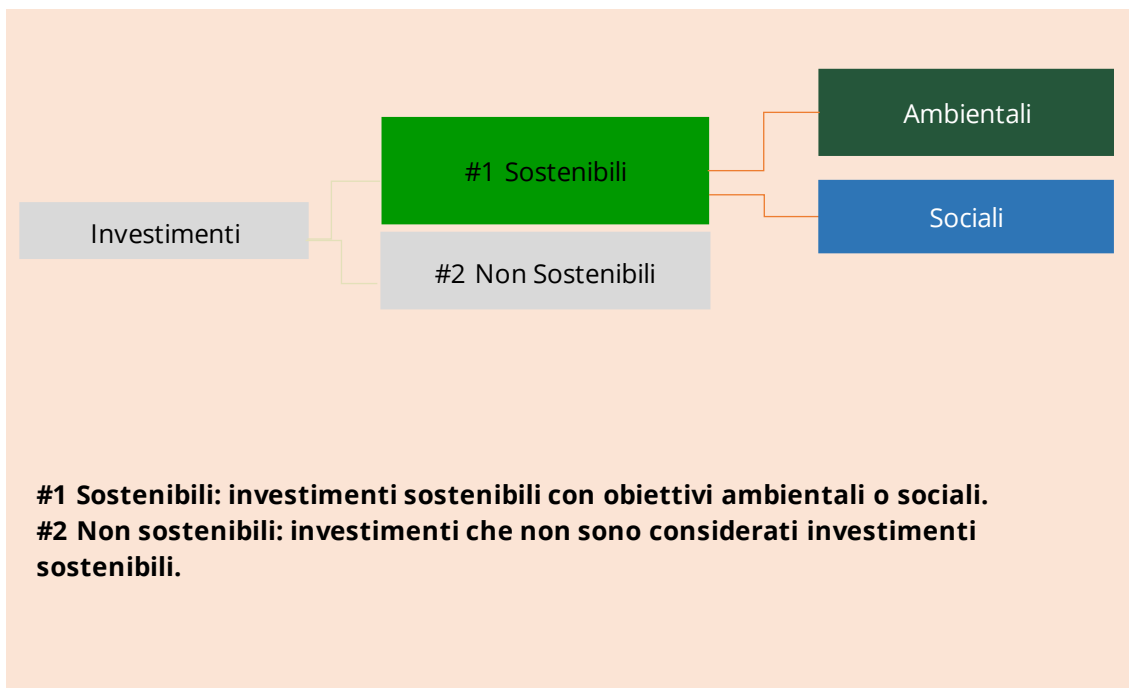 Ambientali
#1 Sostenibili
Sociali
Investimenti
#2 Non Sostenibili
#1 Sostenibili: investimenti sostenibili con obiettivi ambientali o sociali.
#2 Non sostenibili: investimenti che non sono considerati investimenti
sostenibili.